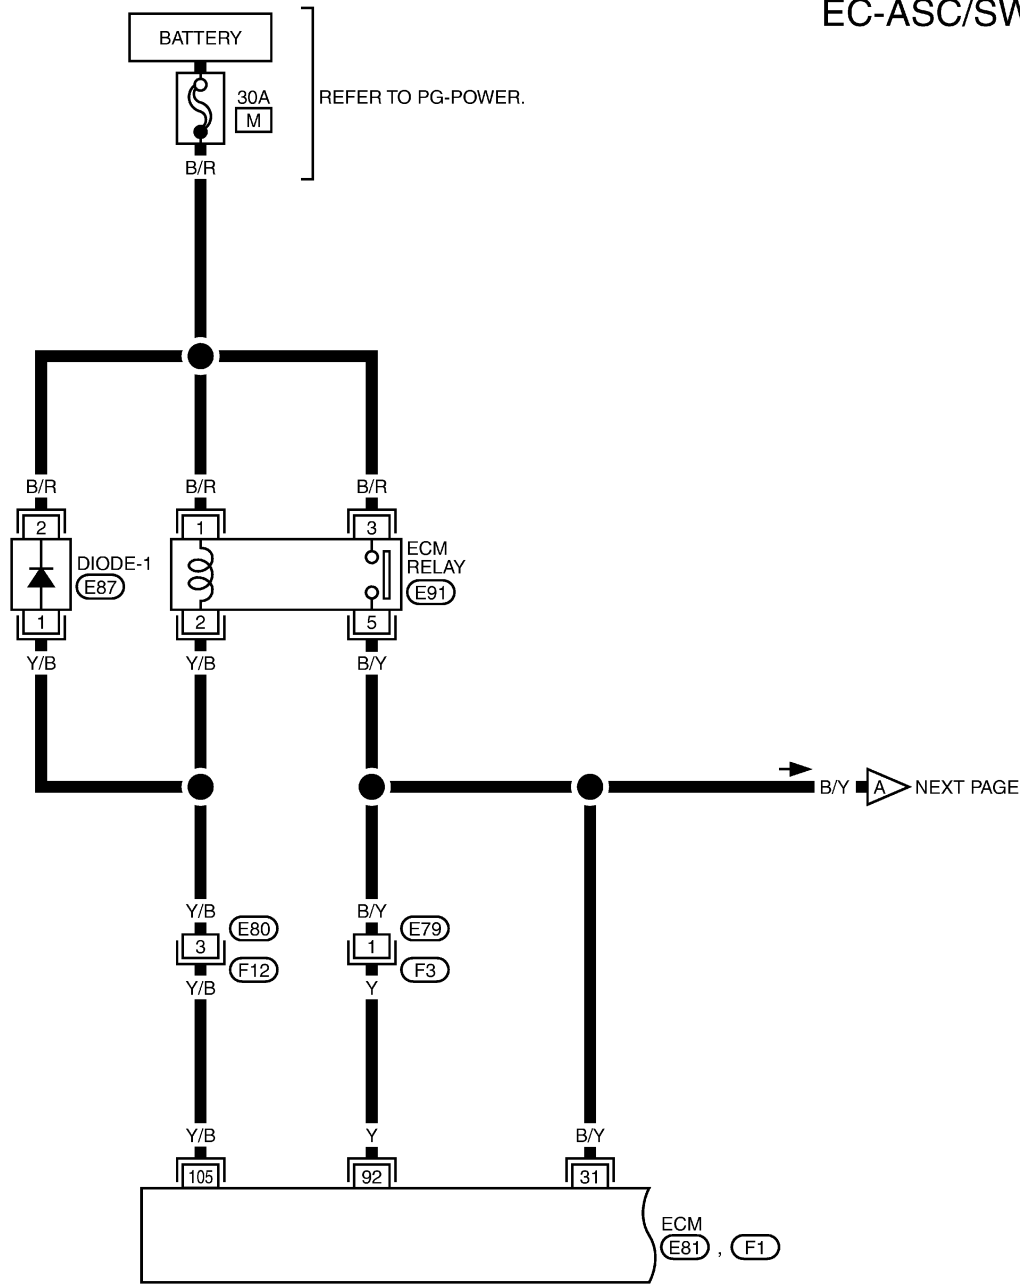 EC-ASC/SW
BATTERY
30A
M
REFER TO PG-POWER.
B/R
B/R
B/R
B/R
2
1
3
DIODE-1
E87
ECM
RELAY
E91
1
2
5
Y/B
Y/B
B/Y
B/Y
A
NEXT PAGE
Y/B
E80
B/Y
E79
3
1
F12
F3
Y/B
Y
Y/B
Y
B/Y
105
92
31
ECM
E81 , F1